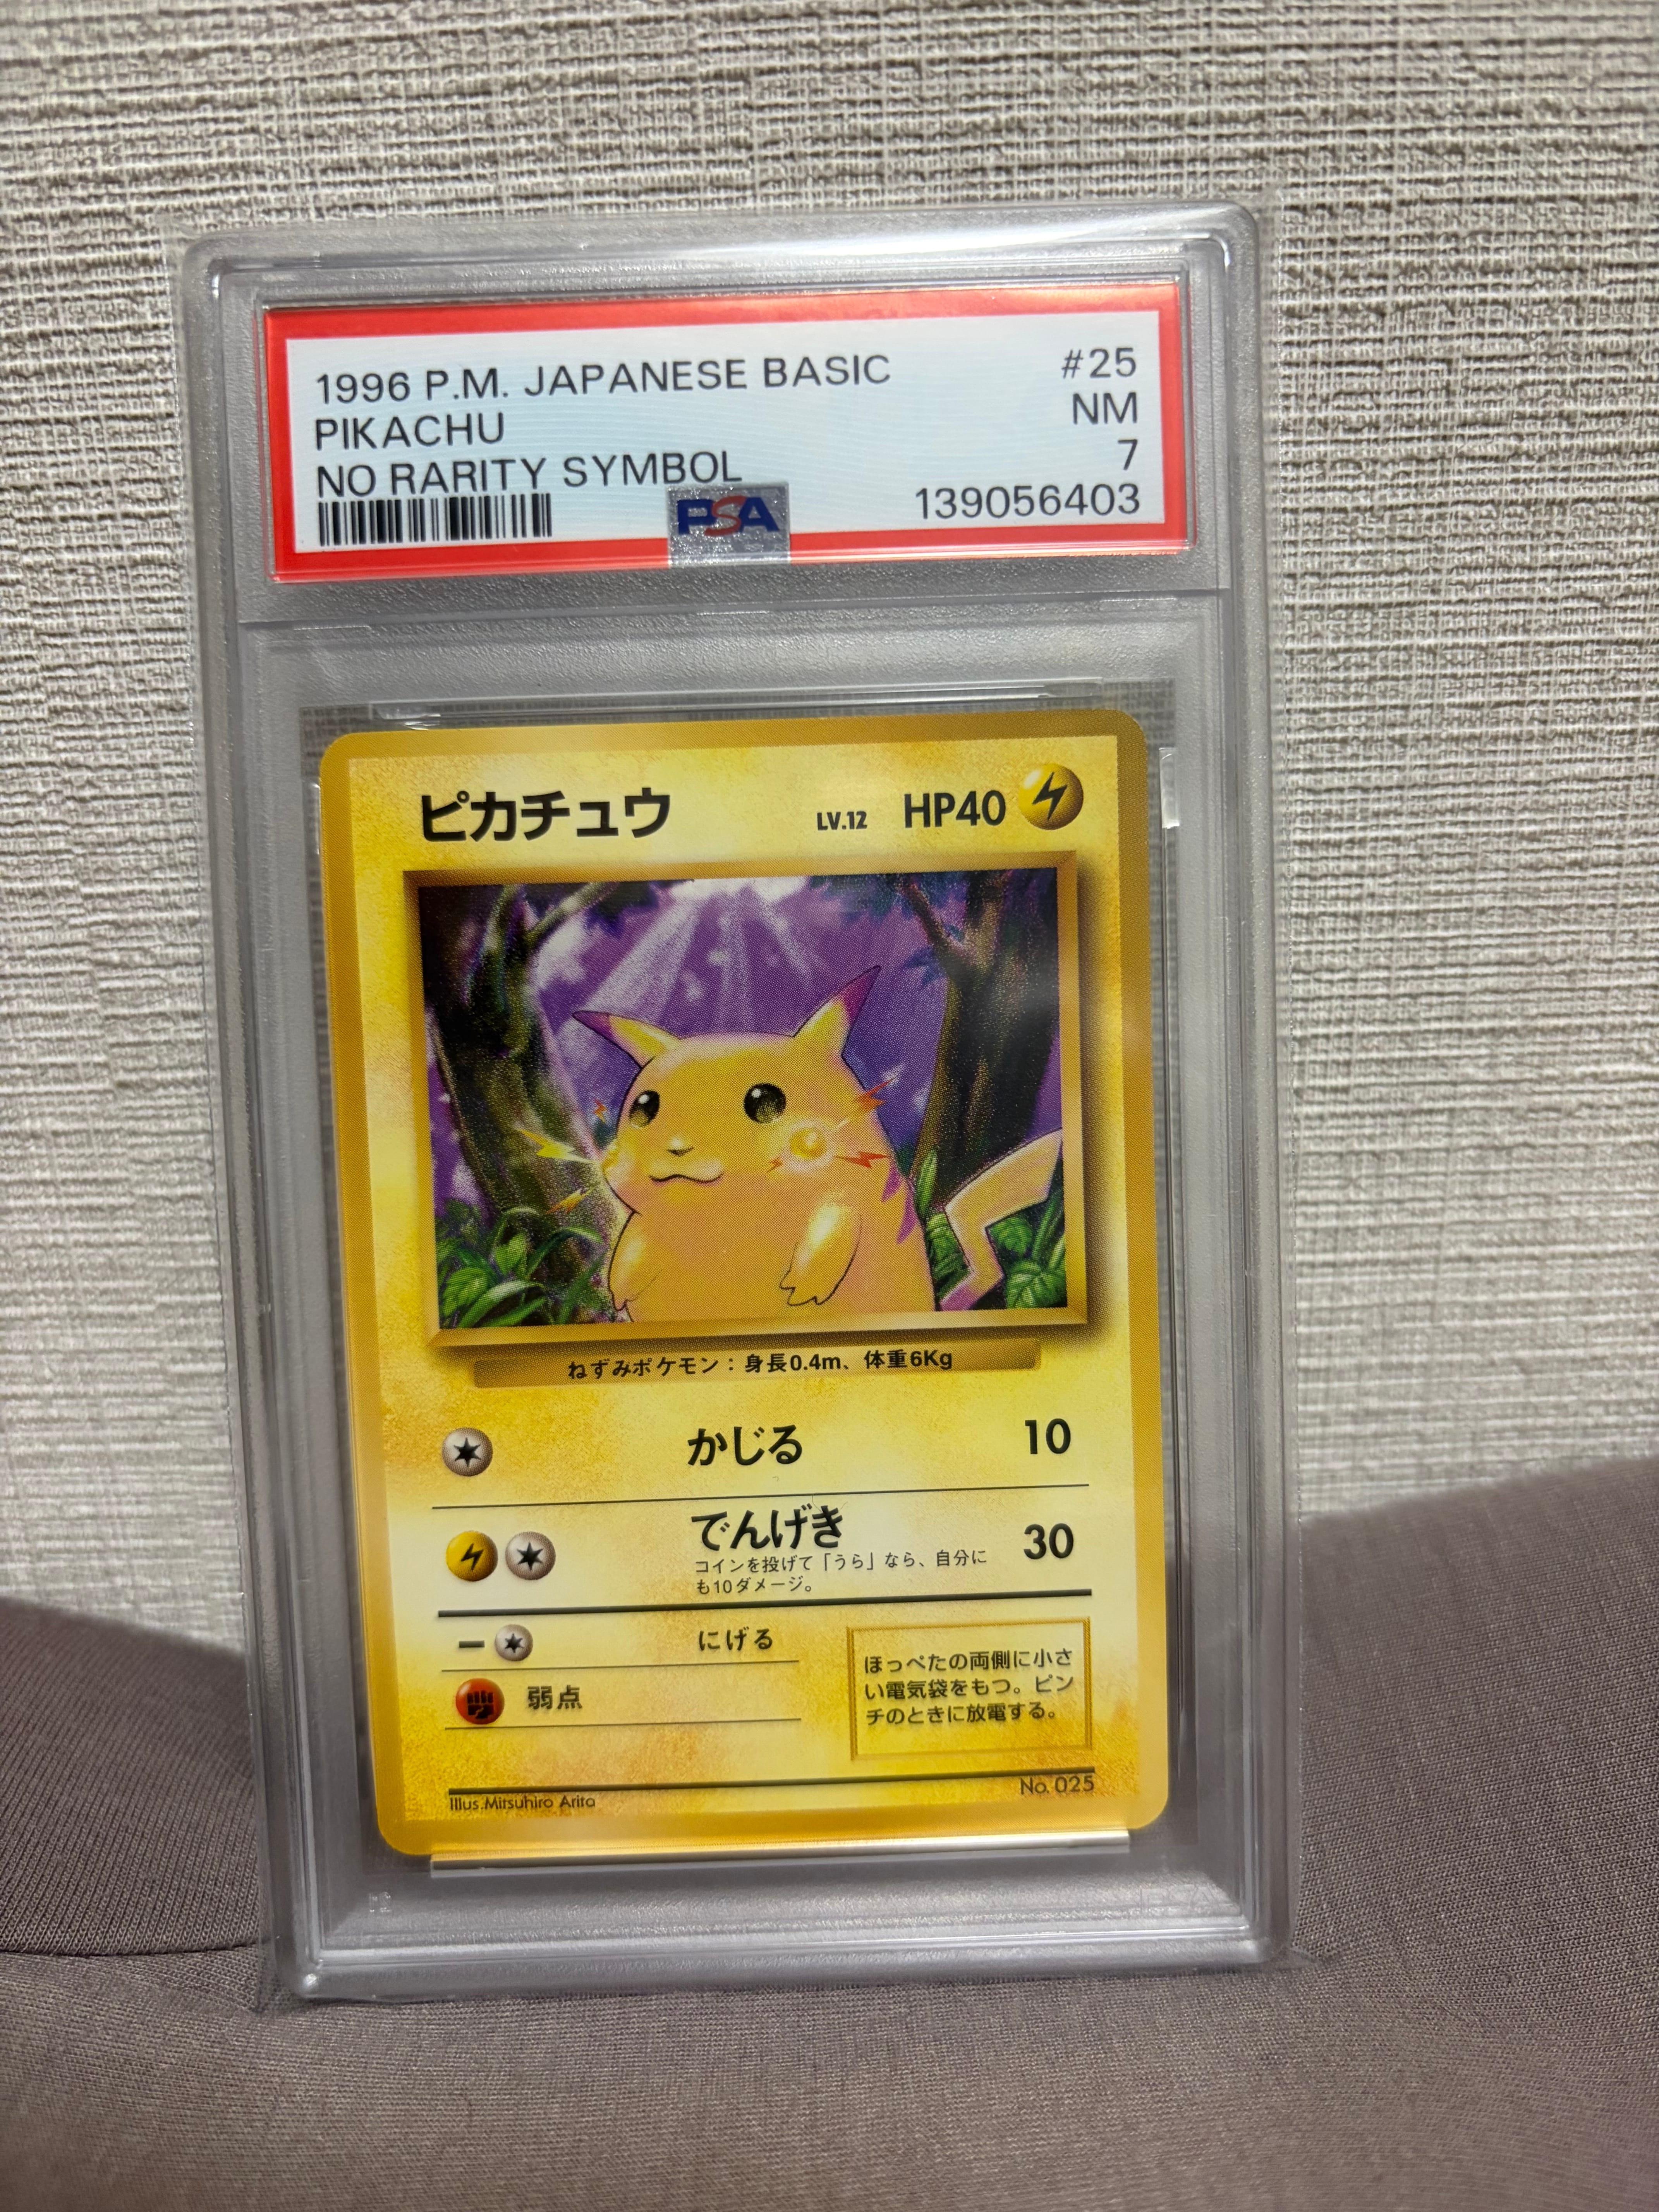 1996 P.M. JAPANESE BASIC #25
PIKACHU NM
NO RARITY SYMBOL 7
PSA 139056403
ピカチュウ LV.12 HP40
ねずみポケモン：身長0.4m、体重6Kg
かじる 10
でんげき 30
コインを投げて「うら」なら、自分に
も10ダメージ。
にげる
弱点
ほっぺたの両側に小さ
い電気袋をもつ。ピン
チのときに放電する。
Illus.Mitsuhiro Arita No.025